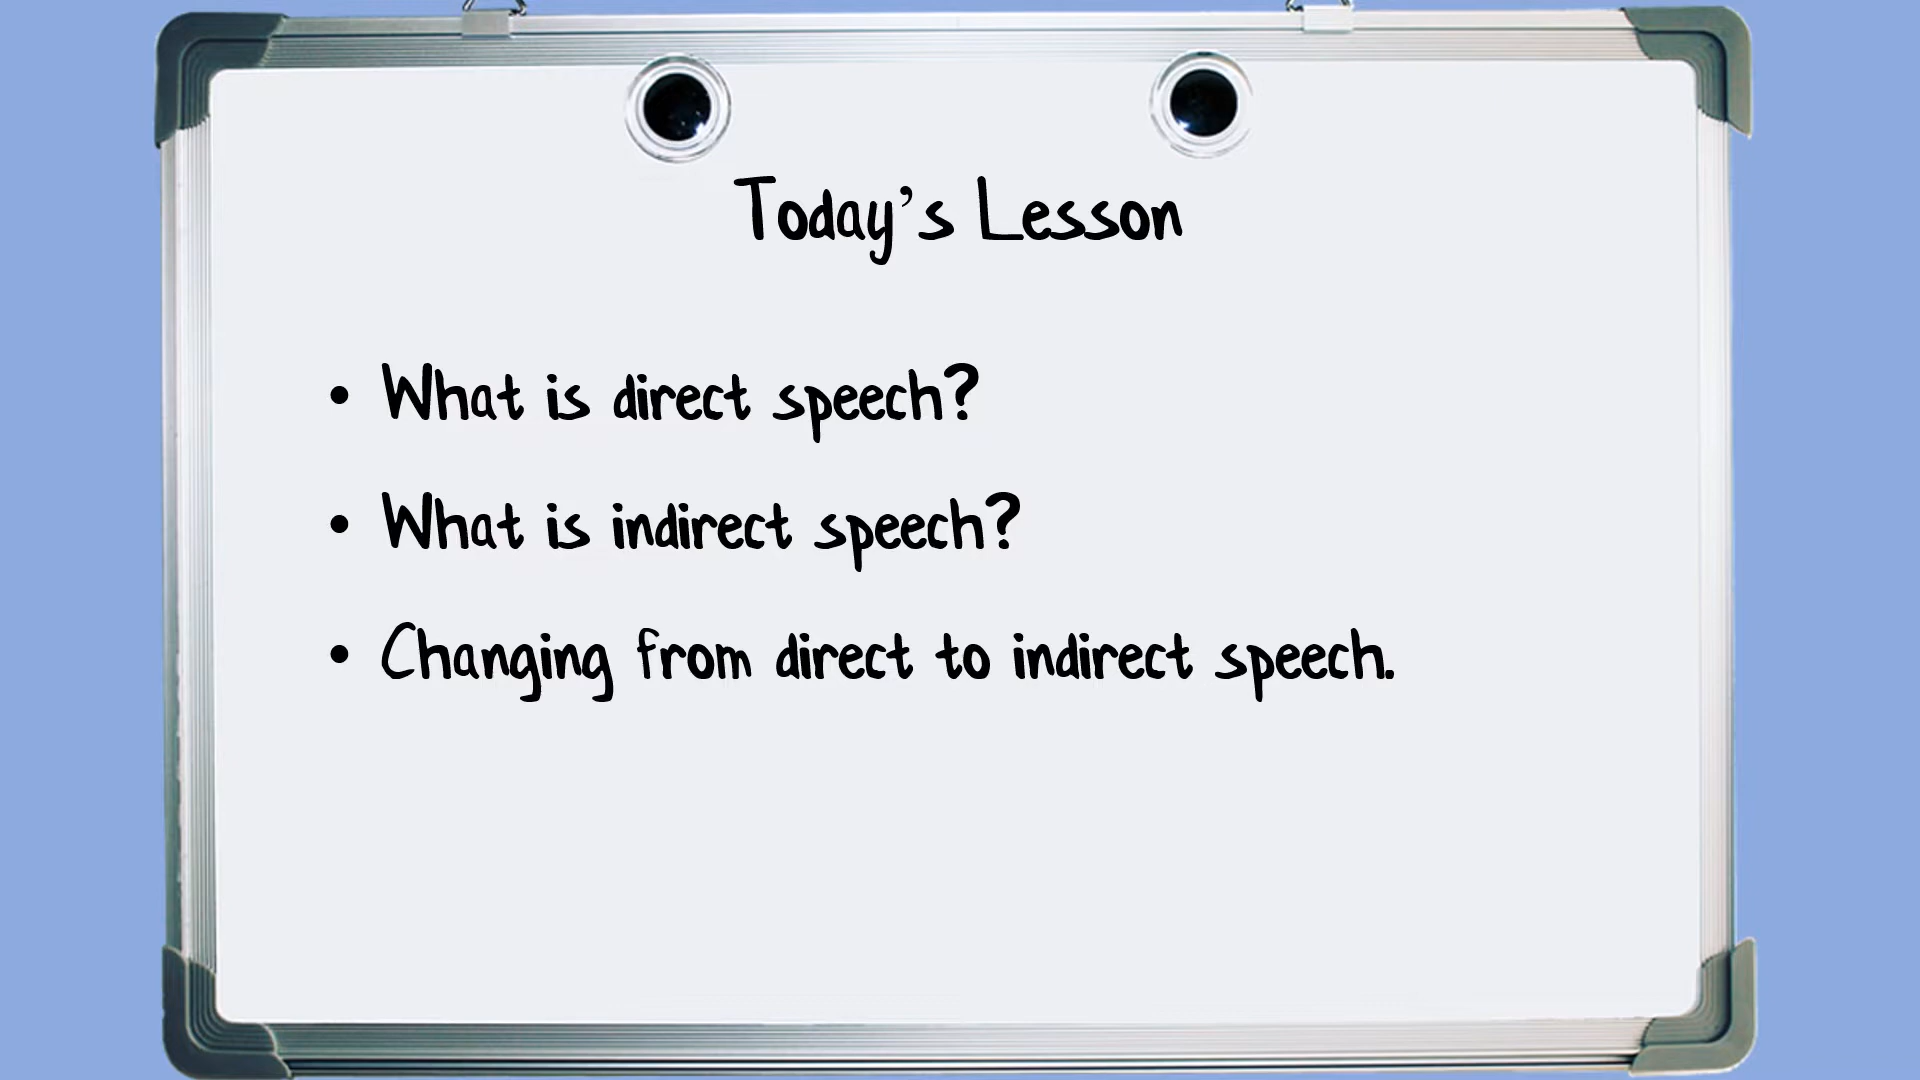 Today’s Lesson
• What is direct speech?
• What is indirect speech?
• Changing from direct to indirect speech.